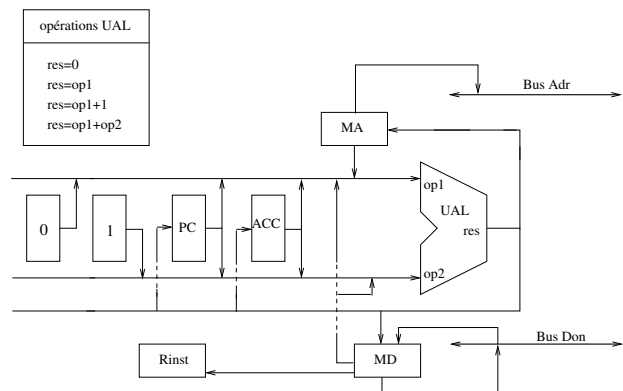 opérations UAL
res=0
res=op1
res=op1+1
res=op1+op2
Bus Adr
MA
op1
UAL
res
op2
0
1
PC
ACC
Bus Don
Rinst
MD